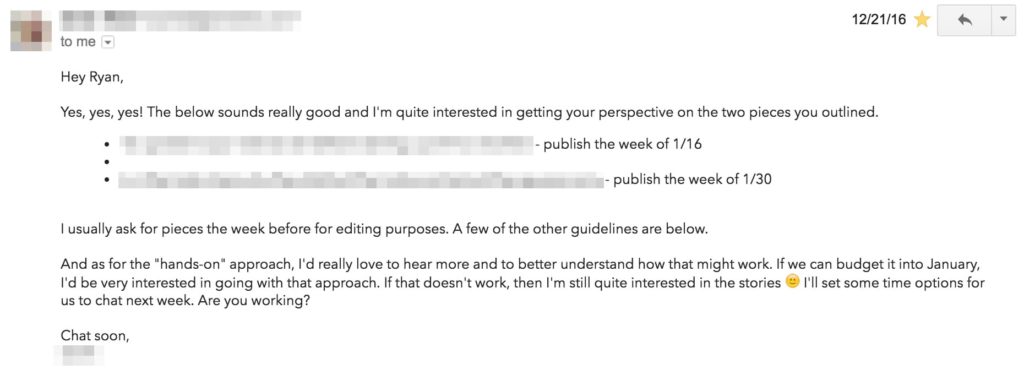 12/21/16
to me
Hey Ryan,
Yes, yes, yes! The below sounds really good and I'm quite interested in getting your perspective on the two pieces you outlined.
- publish the week of 1/16
- publish the week of 1/30
I usually ask for pieces the week before for editing purposes. A few of the other guidelines are below.
And as for the "hands-on" approach, I'd really love to hear more and to better understand how that might work. If we can budget it into January,
I'd be very interested in going with that approach. If that doesn't work, then I'm still quite interested in the stories 🙂 I'll set some time options for
us to chat next week. Are you working?
Chat soon,